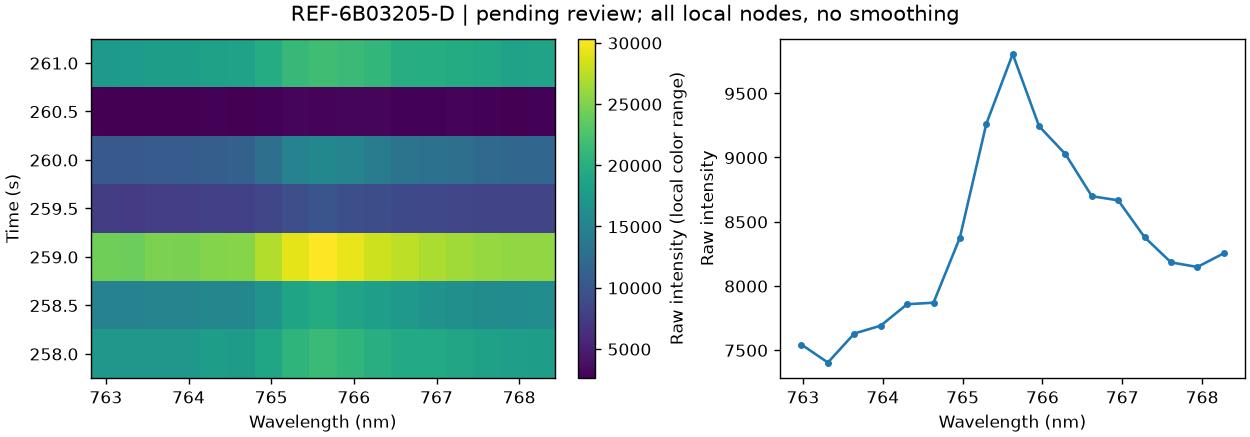 REF-6B03205-D | pending review; all local nodes, no smoothing
261.0
260.5
260.0
259.5
259.0
258.5
258.0
Time (s)
763 764 765 766 767 768
Wavelength (nm)
30000
25000
20000
15000
10000
5000
Raw intensity (local color range)
9500
9000
8500
8000
7500
Raw intensity
763 764 765 766 767 768
Wavelength (nm)